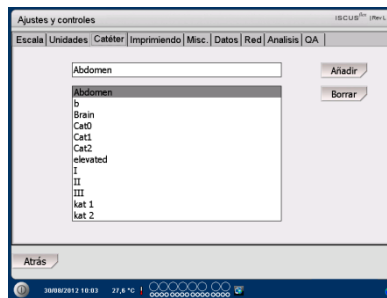 Ajustes y controles
ISCUS
Escala Unidades Catéter Imprimiendo Misc. Datos Red Analisis QA
Abdomen
Añadir
Abdomen
Borrar
b
Brain
Cat0
Cat1
Cat2
elevated
I
II
III
kat 1
kat 2
Atrás
30/08/2012 10:03 27,6 °C